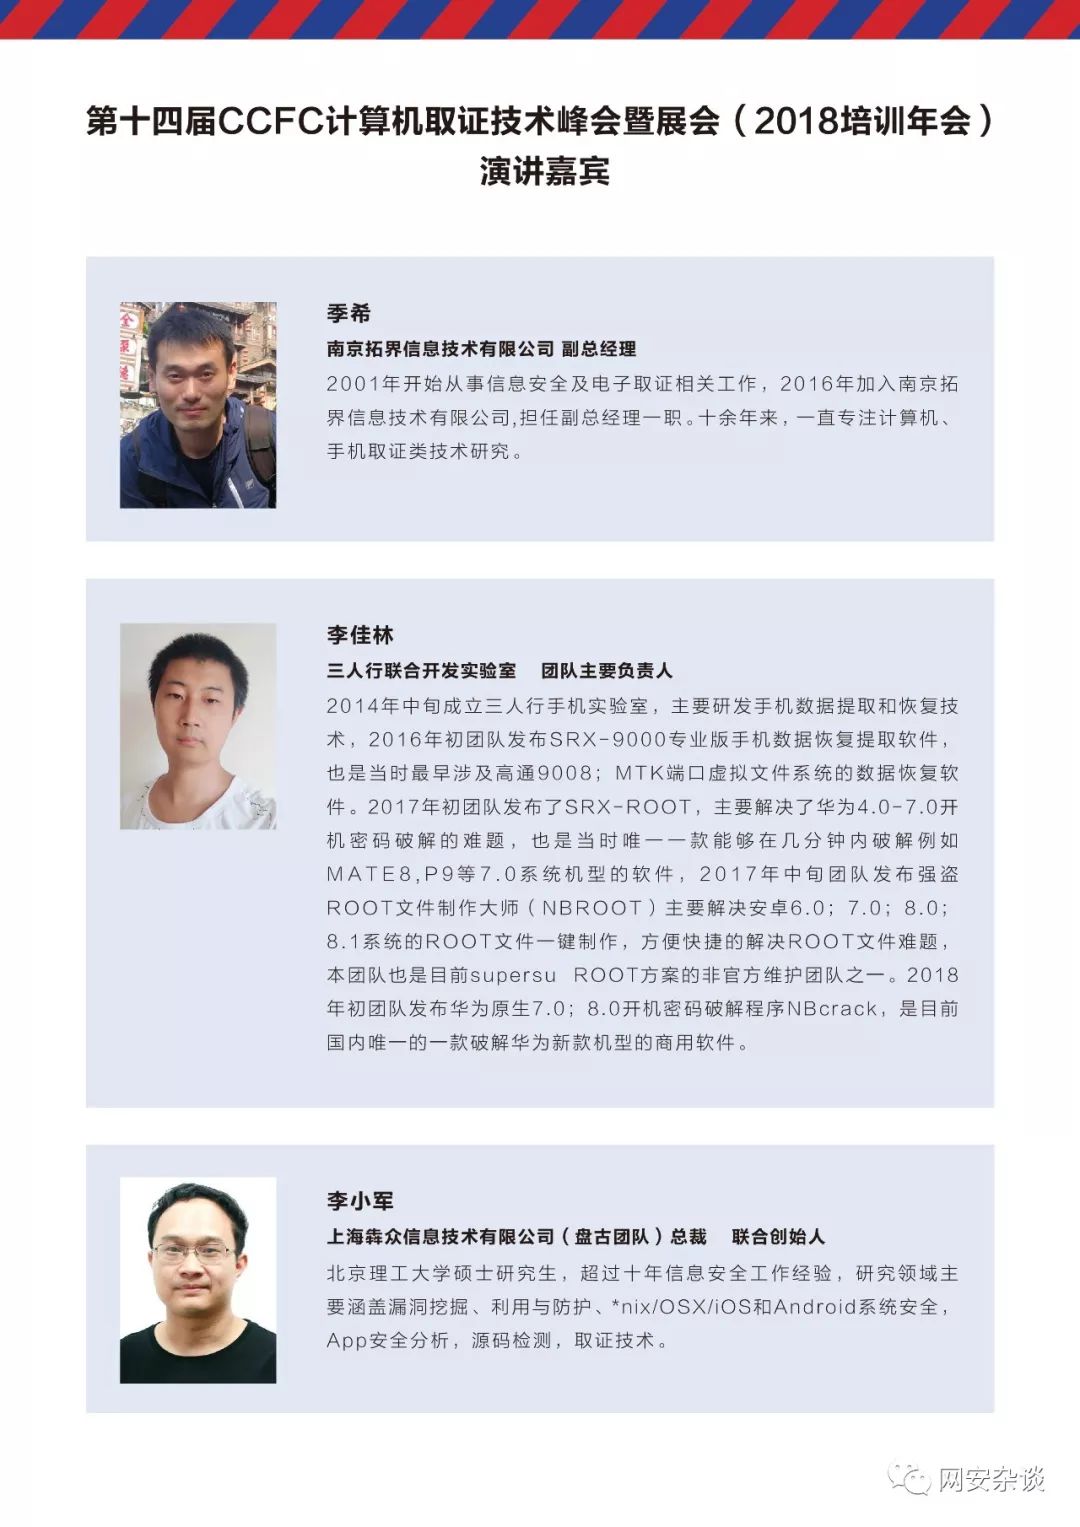 第十四届CCFC计算机取证技术峰会暨展会（2018培训年会）
演讲嘉宾
季希
南京拓界信息技术有限公司 副总经理
2001年开始从事信息安全及电子取证相关工作，2016年加入南京拓
界信息技术有限公司,担任副总经理一职。十余年来，一直专注计算机、
手机取证类技术研究。
李佳林
三人行联合开发实验室 团队主要负责人
2014年中旬成立三人行手机实验室，主要研发手机数据提取和恢复技
术，2016年初团队发布SRX-9000专业版手机数据恢复提取软件，
也是当时最早涉及高通9008；MTK端口虚拟文件系统的数据恢复软
件。2017年初团队发布了SRX-ROOT，主要解决了华为4.0-7.0开
机密码破解的难题，也是当时唯一一款能够在几分钟内破解例如
MATE8,P9等7.0系统机型的软件，2017年中旬团队发布强盗
ROOT文件制作大师（NBROOT）主要解决安卓6.0；7.0；8.0；
8.1系统的ROOT文件一键制作，方便快捷的解决ROOT文件难题，
本团队也是目前supersu ROOT方案的非官方维护团队之一。2018
年初团队发布华为原生7.0；8.0开机密码破解程序NBcrack，是目前
国内唯一的一款破解华为新款机型的商用软件。
李小军
上海犇众信息技术有限公司（盘古团队）总裁 联合创始人
北京理工大学硕士研究生，超过十年信息安全工作经验，研究领域主
要涵盖漏洞挖掘、利用与防护、*nix/OSX/iOS和Android系统安全，
App安全分析，源码检测，取证技术。
网安杂谈